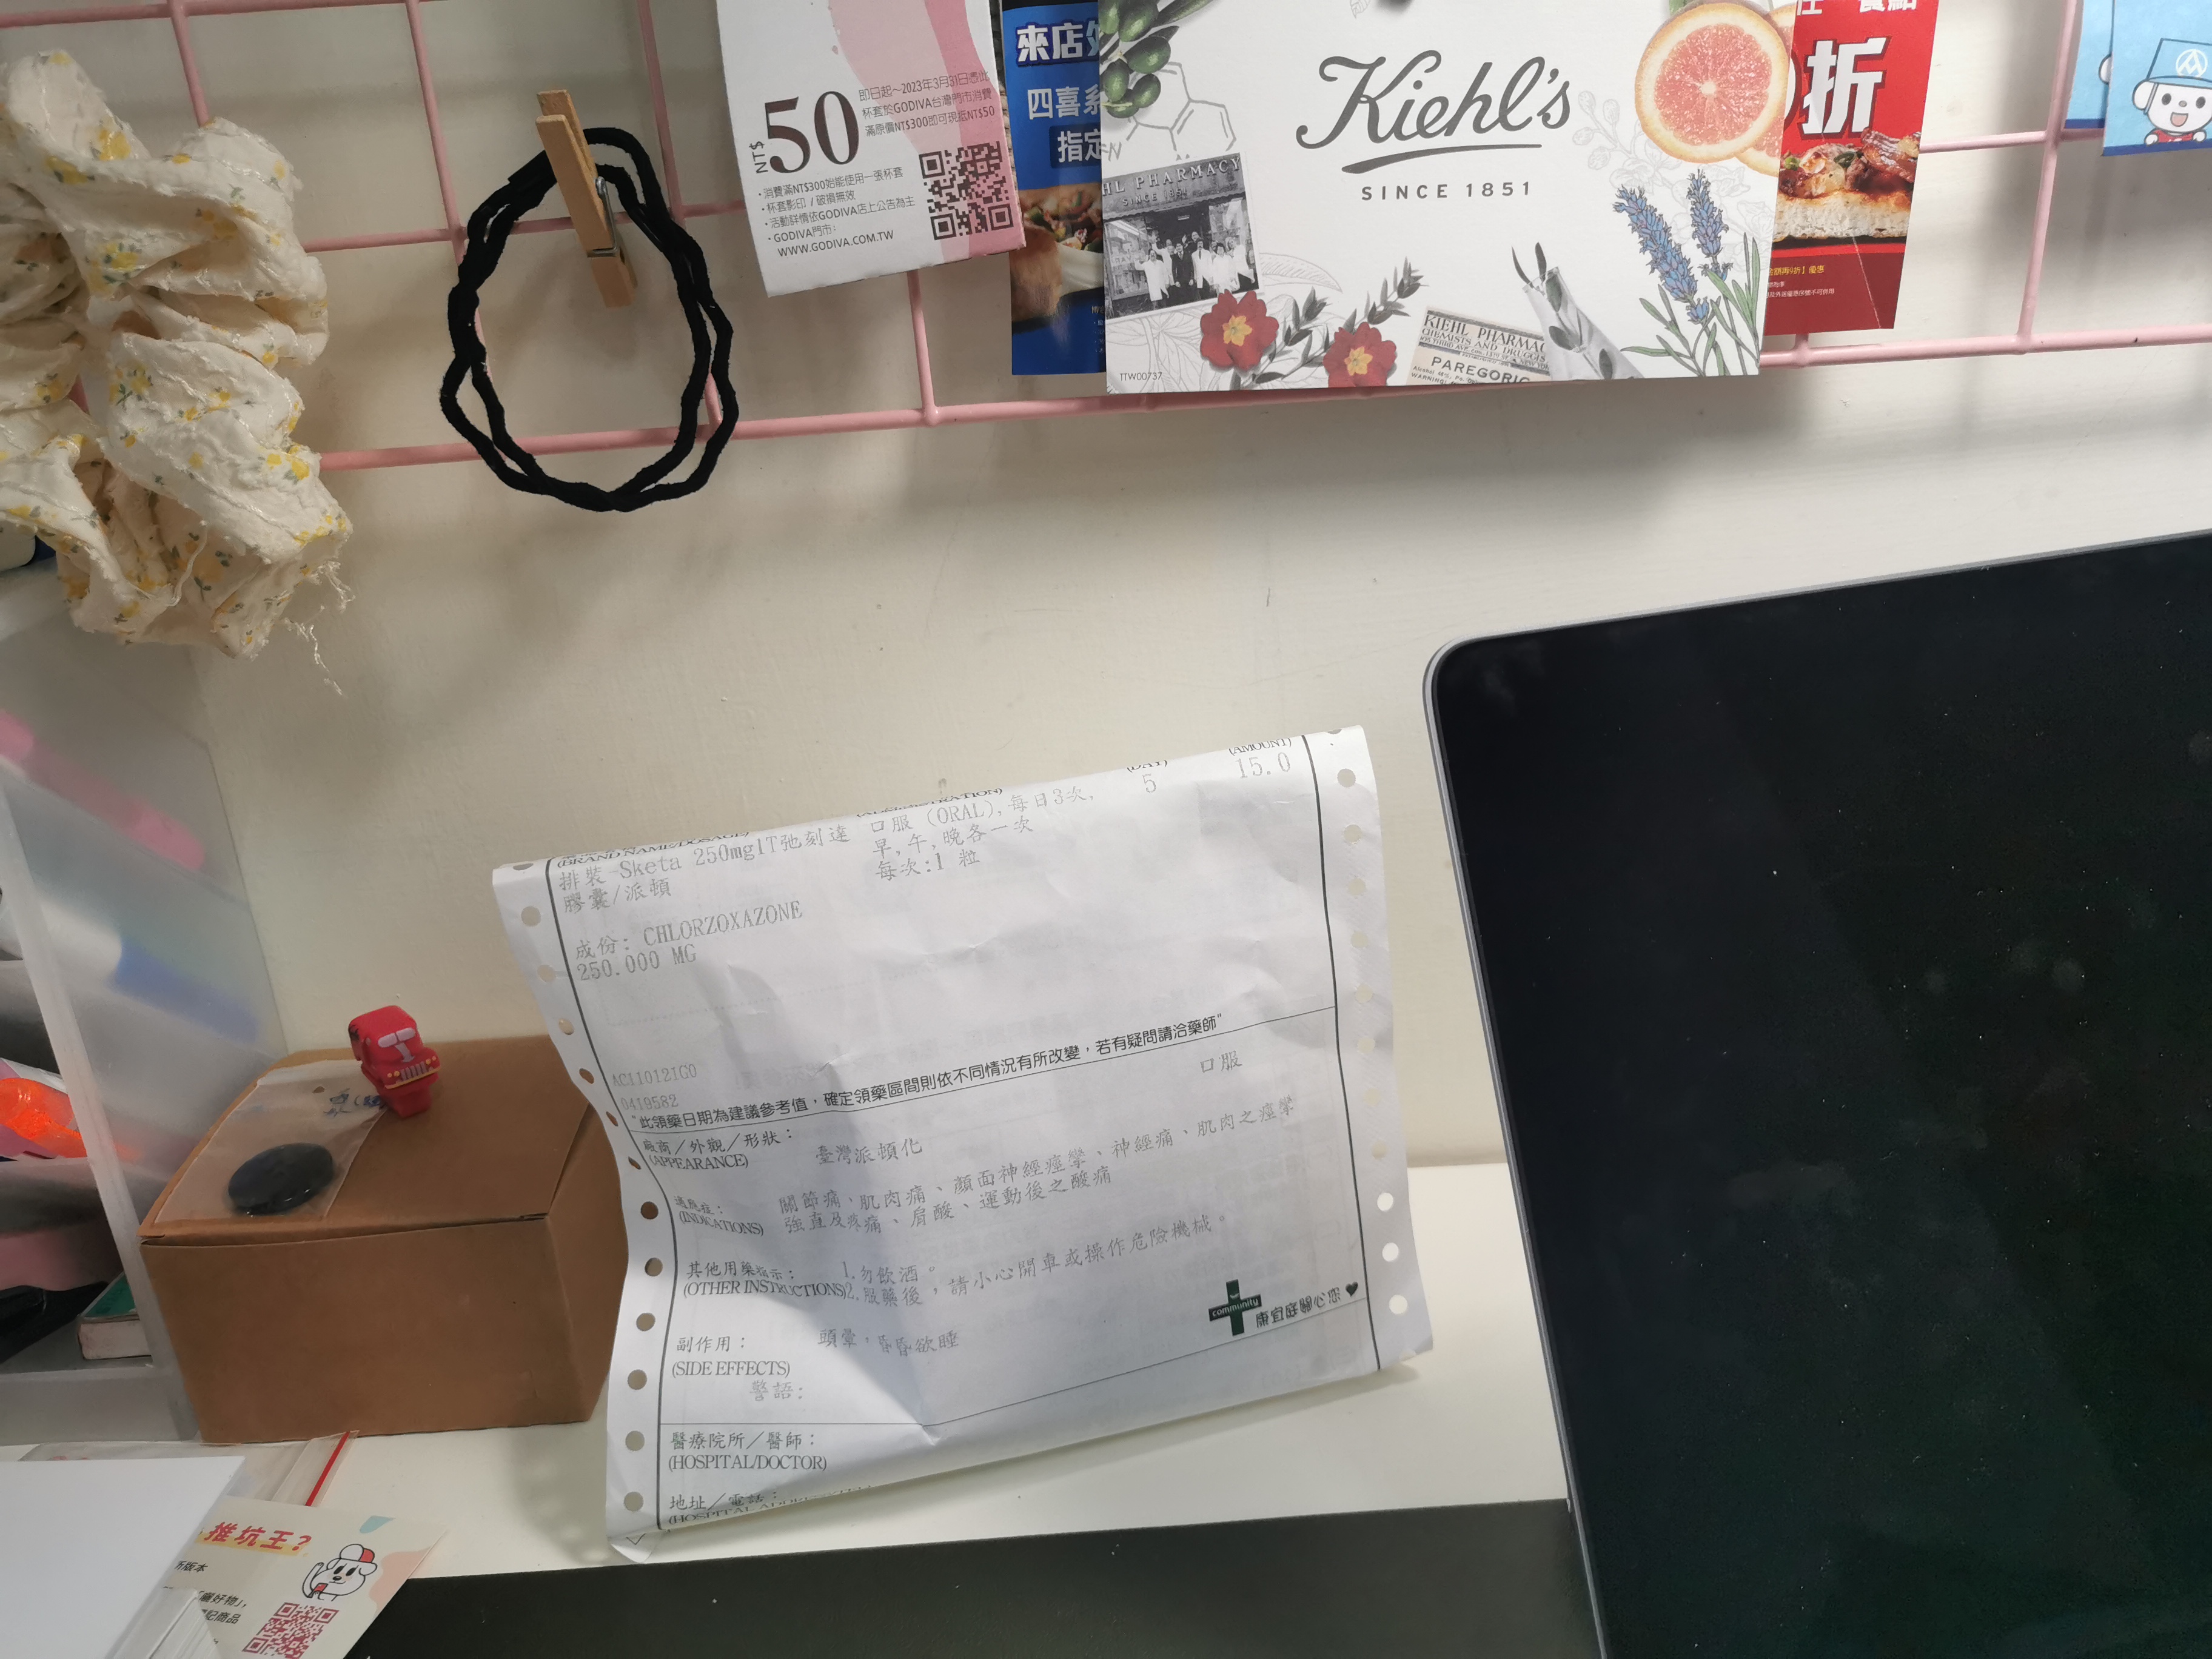 NT$50
即日起~2023年3月31日憑此
杯套於GODIVA台灣門市消費
滿原價NT$300即可現抵NT$50
•消費滿NT$300始能使用一張杯套
•杯套影印/破損無效
•活動詳情依GODIVA店上公告為主
•GODIVA門市:
WWW.GODIVA.COM.TW
來店
四喜系
指定
Kiehl's
SINCE 1851
HL PHARMACY
SINCE 1851
KIEHL PHARMAC
CHEMISTS AND DRUGGIS
PAREGORIC
TTW00737
折
(DAY)
(AMOUNT)
5
15.0
(BRAND NAME/DOSAGE)
排裝-Sketa 250mgIT弛刻達
膠囊/派頓
口服 (ORAL),每日3次,
早,午,晚各一次
每次:1 粒
成份: CHLORZOXAZONE
250.000 MG
AC110121G0
0419582
"此領藥日期為建議參考值,確定領藥區間則依不同情況有所改變,若有疑問請洽藥師"
口服
廠商/外觀/形狀:
(APPEARANCE)
臺灣派頓化
適應症:
(INDICATIONS)
關節痛、肌肉痛、顏面神經痙攣、神經痛、肌肉之痙攣
強直及疼痛、肩酸、運動後之酸痛
其他用藥指示:
(OTHER INSTRUCTIONS)
1.勿飲酒。
2.服藥後,請小心開車或操作危險機械。
副作用:
(SIDE EFFECTS)
頭暈,昏昏欲睡
警語:
community
康宜庭關心您
醫療院所/醫師:
(HOSPITAL/DOCTOR)
地址/電話:
推坑王?
新版本